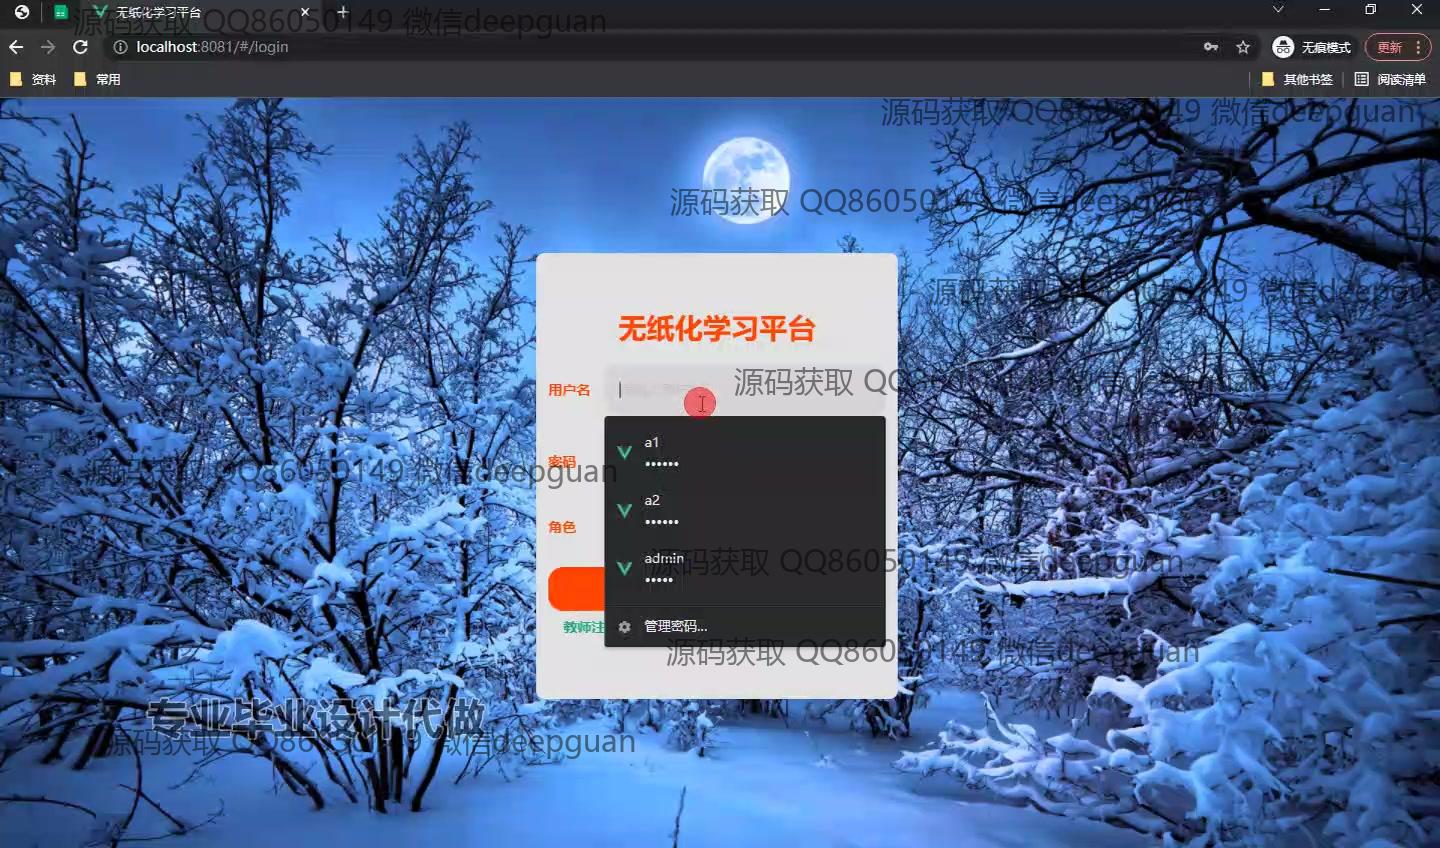 无纸化学习平台
源码获取 QQ86050149 微信deepguan
localhost:8081/#/login
无痕模式
更新
资料
常用
其他书签
阅读清单
源码获取 QQ86050149 微信deepguan
源码获取 QQ86050149 微信deepguan
源码获取 QQ86050149 微信deepgu
无纸化学习平台
用户名
源码获取 QQ86050149 微信deepguan
a1
••••••
密码
源码获取 QQ86050149 微信deepguan
a2
••••••
角色
admin
•••••
源码获取 QQ86050149 微信deepguan
教师注
管理密码...
源码获取 QQ86050149 微信deepguan
专业毕业设计代做
源码获取 QQ86050149 微信deepguan